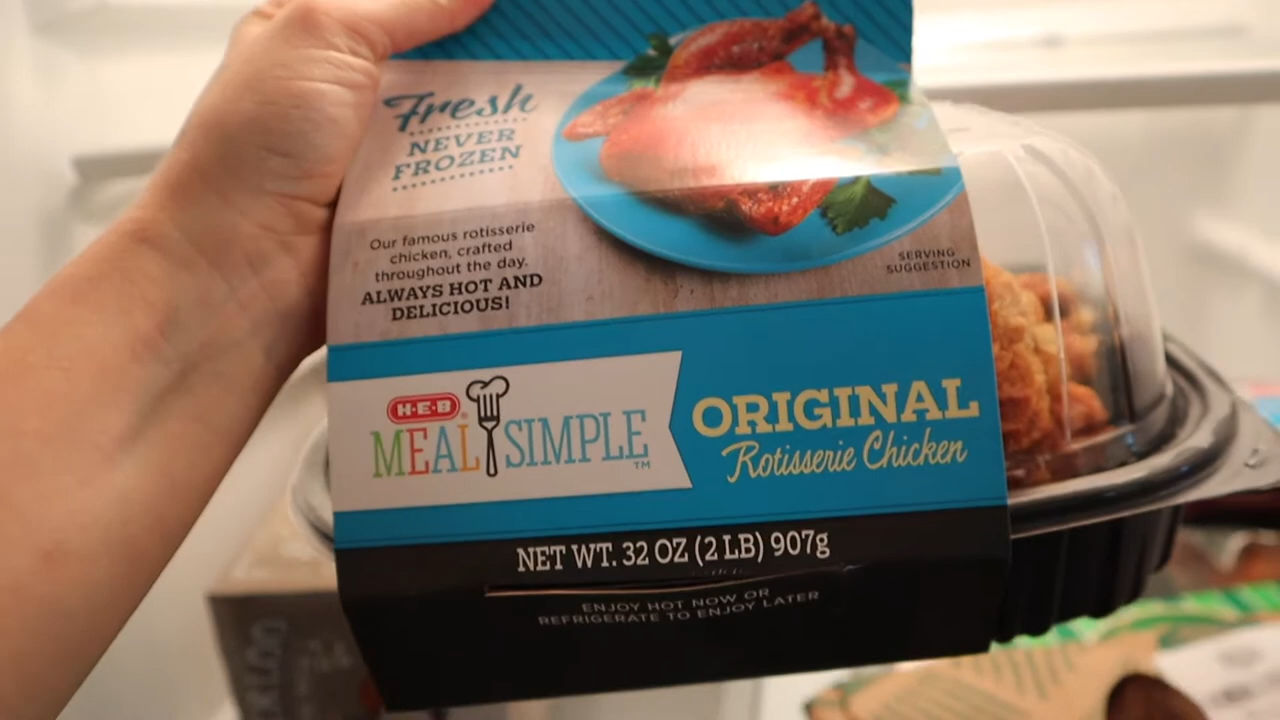 Fresh
NEVER
FROZEN
Our famous rotisserie
chicken, crafted
throughout the day.
ALWAYS HOT AND
DELICIOUS!
SERVING
SUGGESTION
H-E-B
MEAL SIMPLE™
ORIGINAL
Rotisserie Chicken
NET WT. 32 OZ (2 LB) 907g
ENJOY HOT NOW OR
REFRIGERATE TO ENJOY LATER